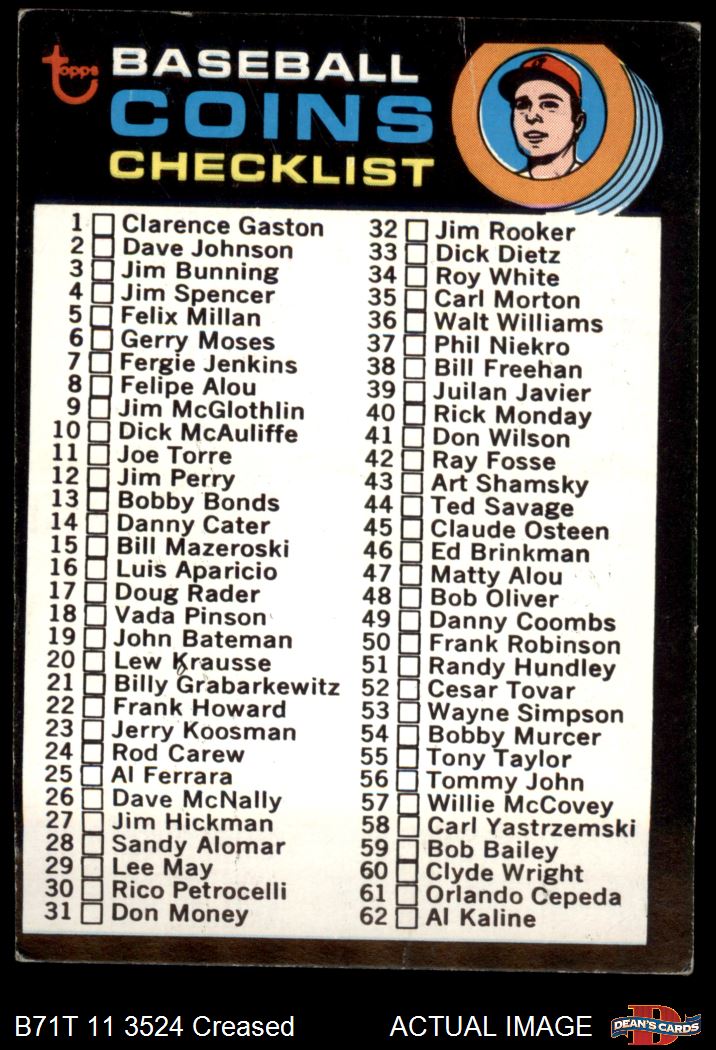 topps
BASEBALL
COINS
CHECKLIST
1 Clarence Gaston
2 Dave Johnson
3 Jim Bunning
4 Jim Spencer
5 Felix Millan
6 Gerry Moses
7 Fergie Jenkins
8 Felipe Alou
9 Jim McGlothlin
10 Dick McAuliffe
11 Joe Torre
12 Jim Perry
13 Bobby Bonds
14 Danny Cater
15 Bill Mazeroski
16 Luis Aparicio
17 Doug Rader
18 Vada Pinson
19 John Bateman
20 Lew Krausse
21 Billy Grabarkewitz
22 Frank Howard
23 Jerry Koosman
24 Rod Carew
25 Al Ferrara
26 Dave McNally
27 Jim Hickman
28 Sandy Alomar
29 Lee May
30 Rico Petrocelli
31 Don Money
32 Jim Rooker
33 Dick Dietz
34 Roy White
35 Carl Morton
36 Walt Williams
37 Phil Niekro
38 Bill Freehan
39 Juilan Javier
40 Rick Monday
41 Don Wilson
42 Ray Fosse
43 Art Shamsky
44 Ted Savage
45 Claude Osteen
46 Ed Brinkman
47 Matty Alou
48 Bob Oliver
49 Danny Coombs
50 Frank Robinson
51 Randy Hundley
52 Cesar Tovar
53 Wayne Simpson
54 Bobby Murcer
55 Tony Taylor
56 Tommy John
57 Willie McCovey
58 Carl Yastrzemski
59 Bob Bailey
60 Clyde Wright
61 Orlando Cepeda
62 Al Kaline
B71T 11 3524 Creased
ACTUAL IMAGE
D
DEAN'S CARDS